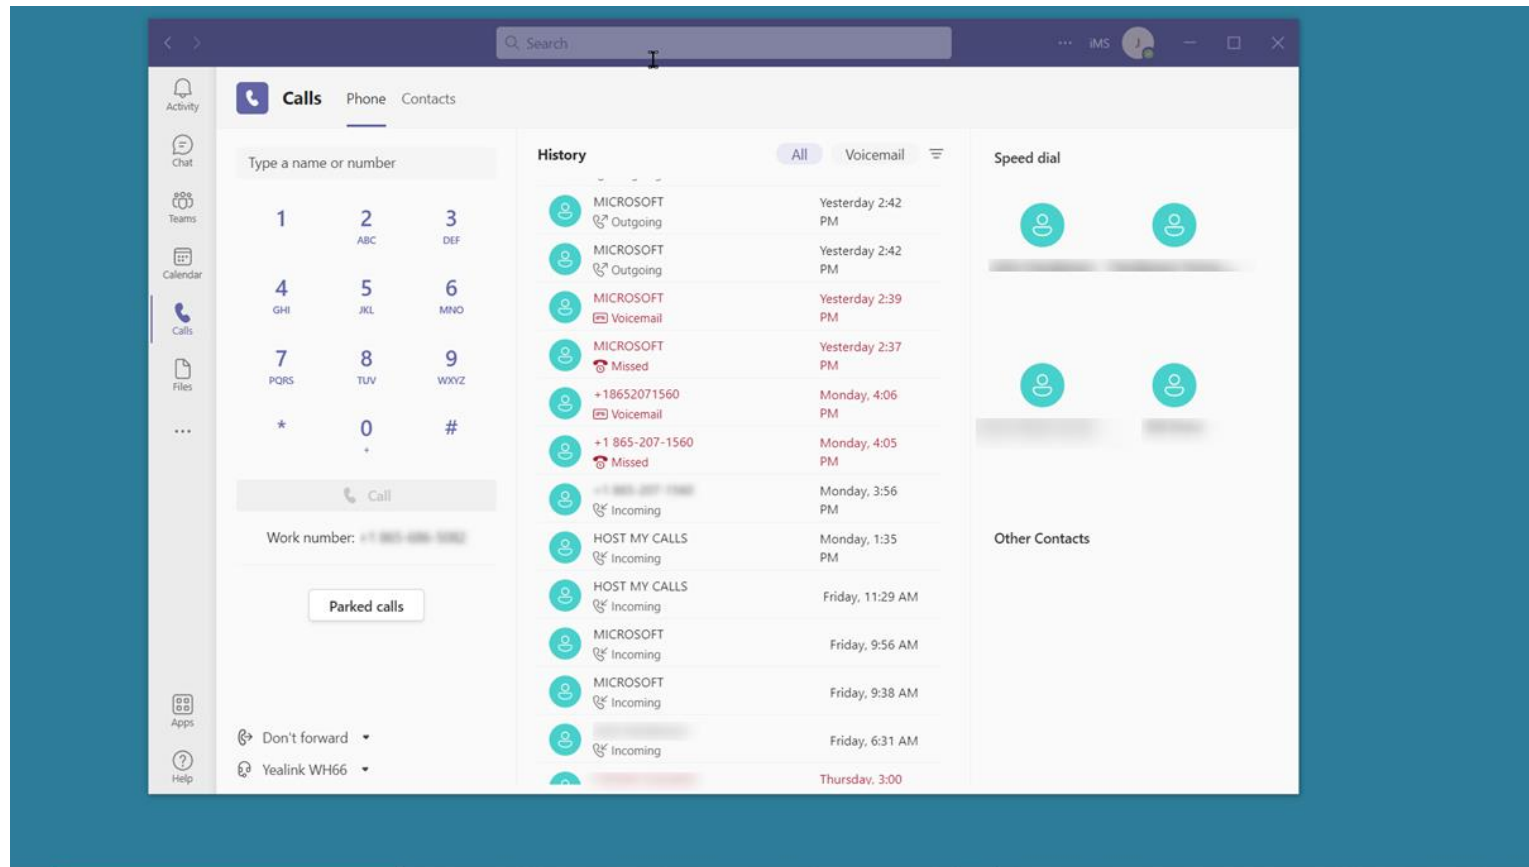 Search
iMS
J
Activity
Chat
Teams
Calendar
Calls
Files
Apps
Help
Calls Phone Contacts
Type a name or number
1 2 3
ABC DEF
4 5 6
GHI JKL MNO
7 8 9
PQRS TUV WXYZ
* 0 #
+
Call
Work number:
Parked calls
Don't forward
Yealink WH66
History All Voicemail
MICROSOFT Yesterday 2:42
Outgoing PM
MICROSOFT Yesterday 2:42
Outgoing PM
MICROSOFT Yesterday 2:39
Voicemail PM
MICROSOFT Yesterday 2:37
Missed PM
+18652071560 Monday, 4:06
Voicemail PM
+1 865-207-1560 Monday, 4:05
Missed PM
Monday, 3:56
Incoming PM
HOST MY CALLS Monday, 1:35
Incoming PM
HOST MY CALLS Friday, 11:29 AM
Incoming
MICROSOFT Friday, 9:56 AM
Incoming
MICROSOFT Friday, 9:38 AM
Incoming
Friday, 6:31 AM
Incoming
Thursday, 3:00
Speed dial
Other Contacts